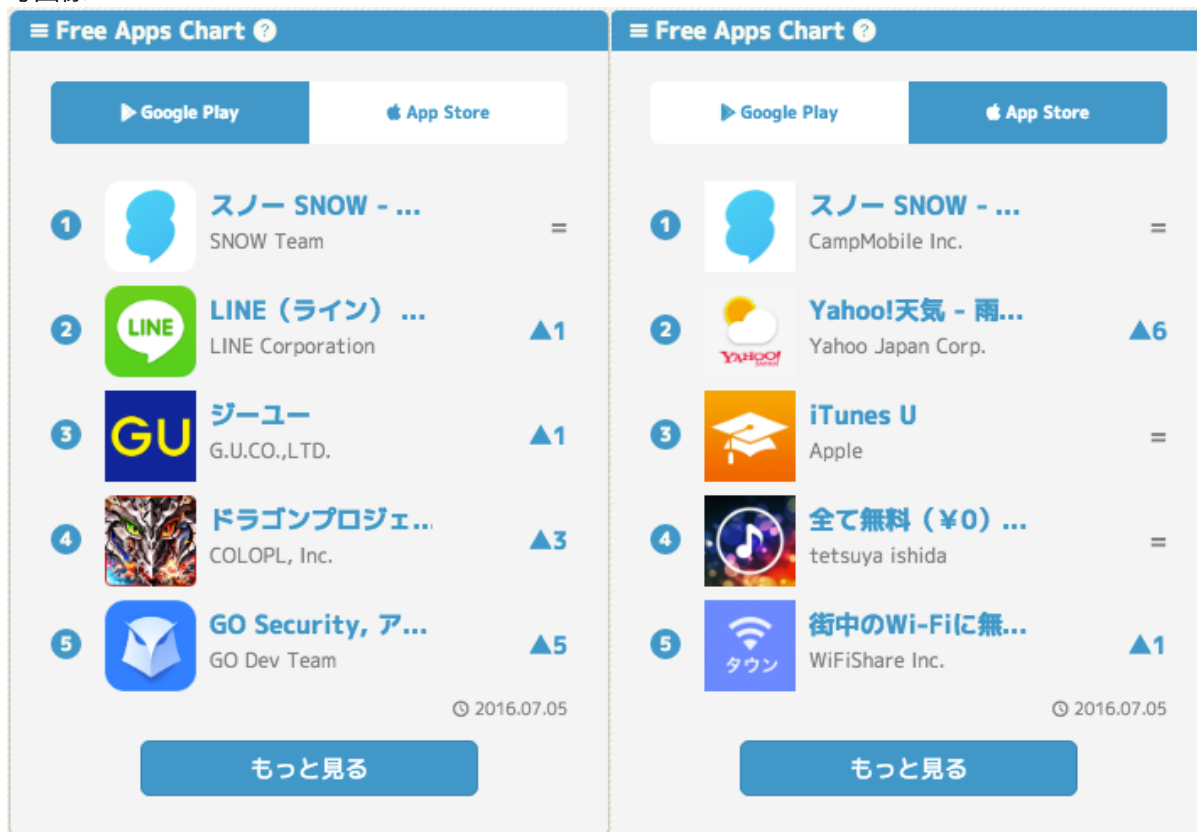 Free Apps Chart ?
Google Play
App Store
1
スノー SNOW - ...
SNOW Team
=
2
LINE
LINE（ライン） ...
LINE Corporation
▲1
3
GU
ジーユー
G.U.CO.,LTD.
▲1
4
ドラゴンプロジェ...
COLOPL, Inc.
▲3
5
GO Security, ア...
GO Dev Team
▲5
2016.07.05
もっと見る
Free Apps Chart ?
Google Play
App Store
1
スノー SNOW - ...
CampMobile Inc.
=
2
YAHOO!
Yahoo!天気 - 雨...
Yahoo Japan Corp.
▲6
3
iTunes U
Apple
=
4
全て無料（¥0）...
tetsuya ishida
=
5
タウン
街中のWi-Fiに無...
WiFiShare Inc.
▲1
2016.07.05
もっと見る